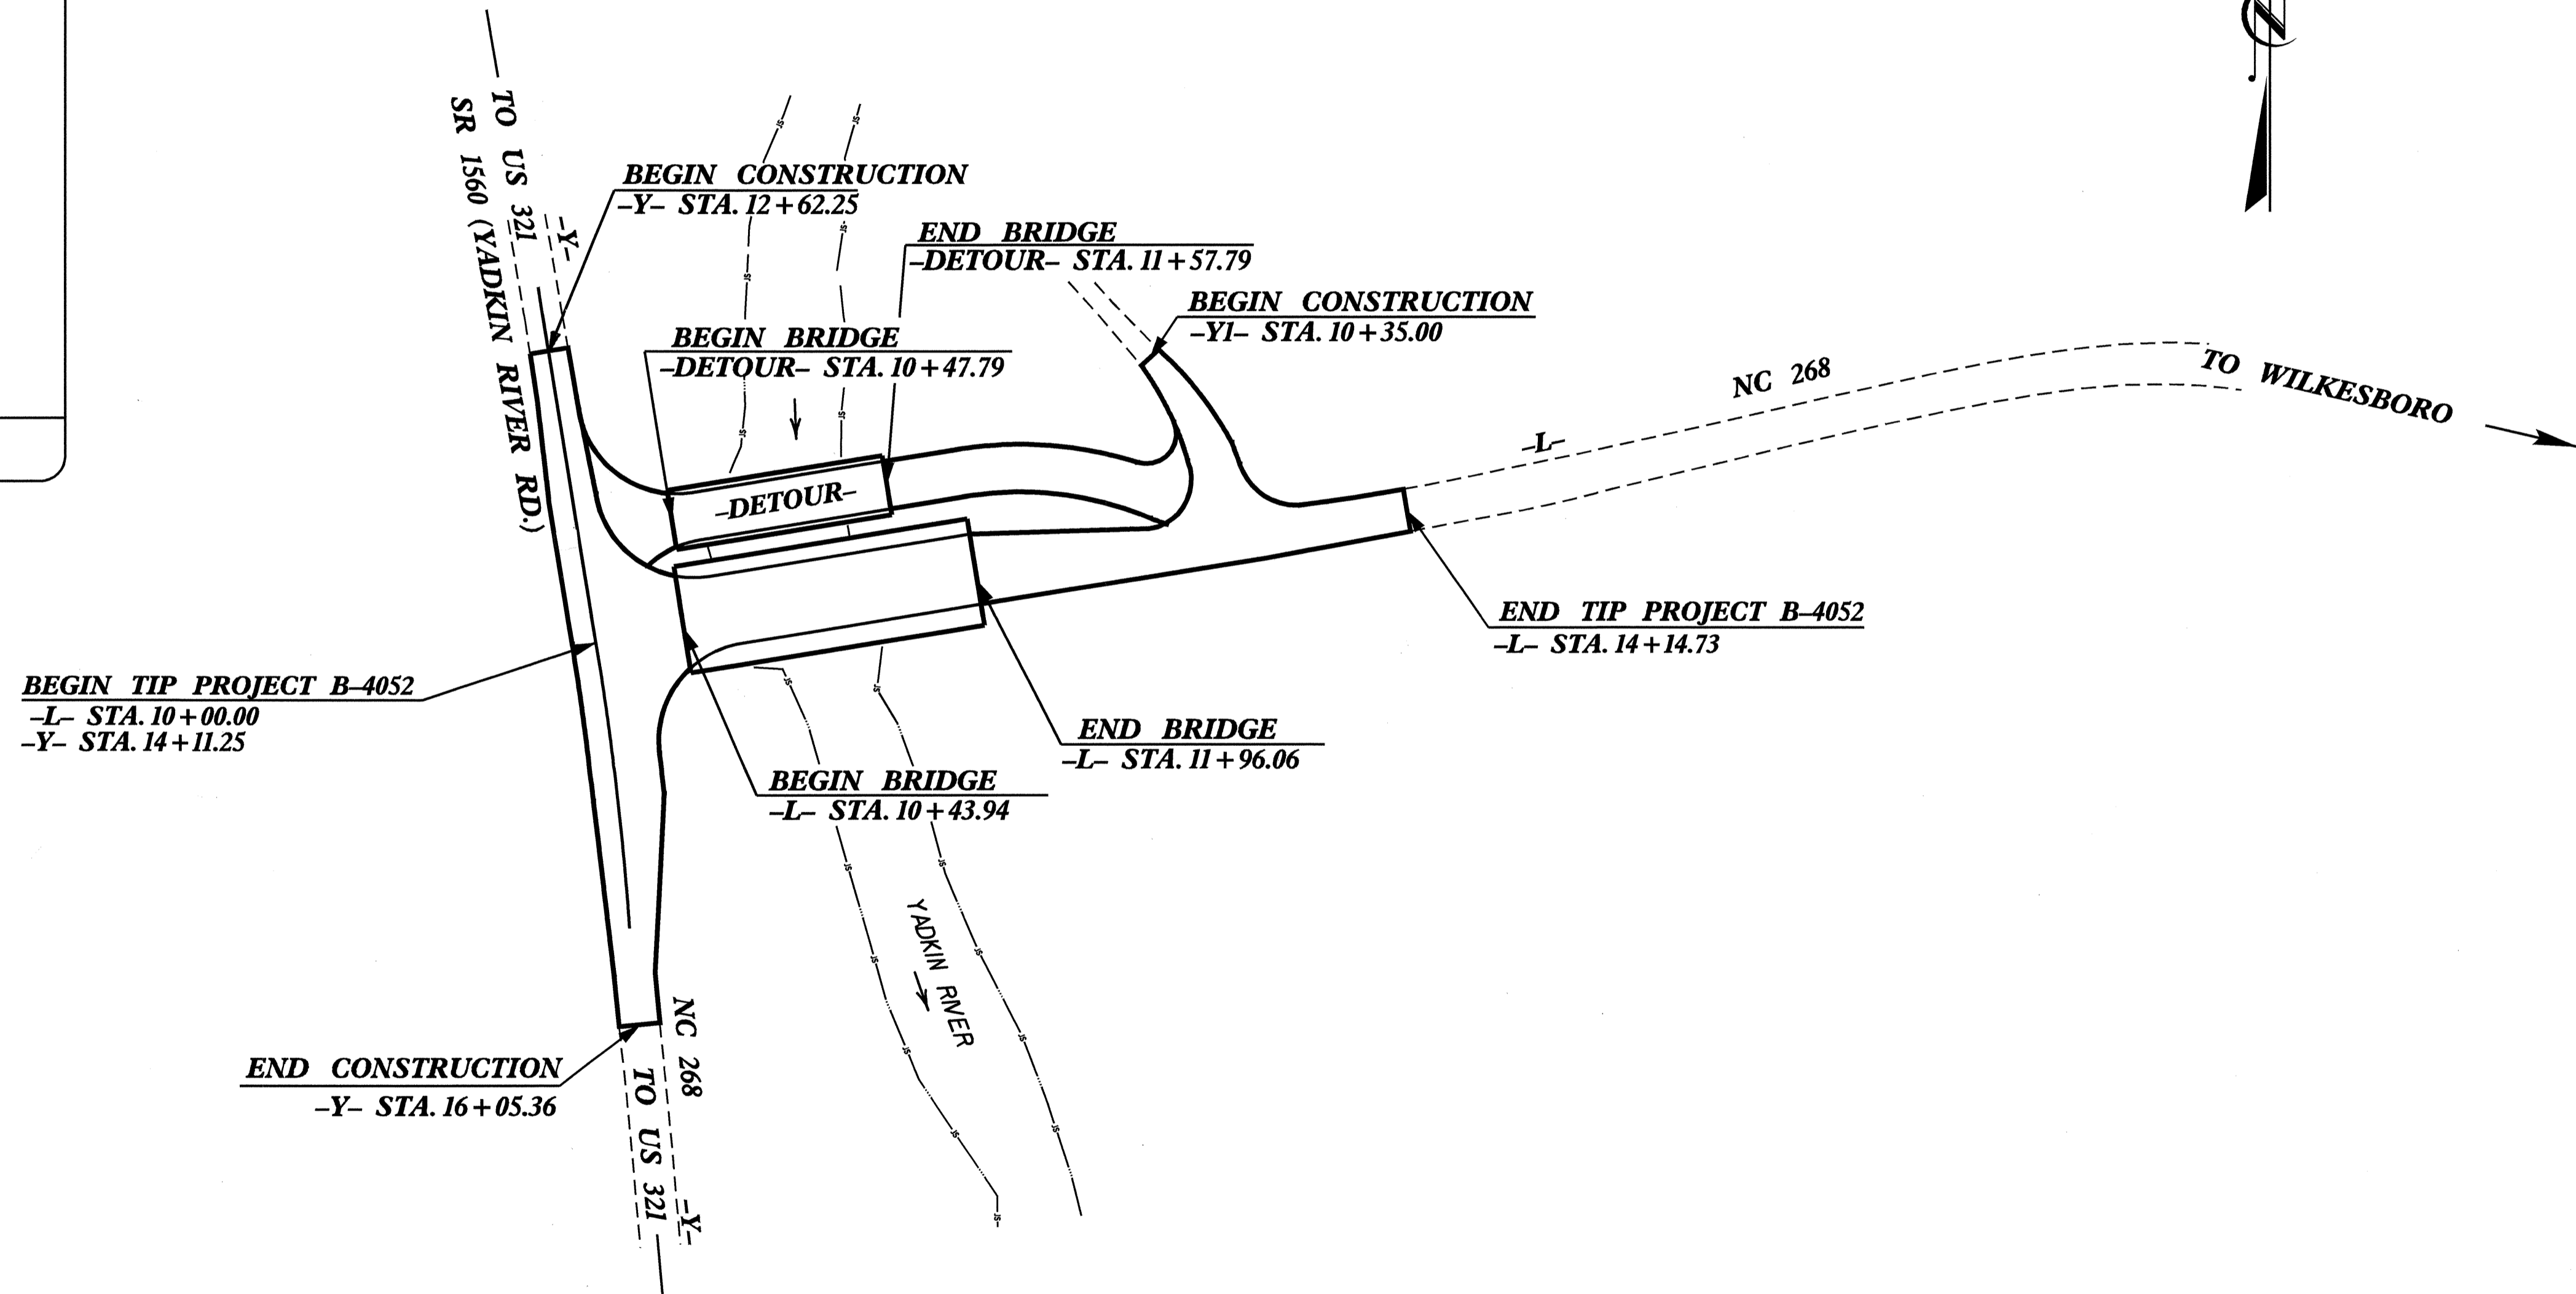 N
TO US 321
SR 1560 (YADKIN RIVER RD.)
-Y-
BEGIN CONSTRUCTION
-Y- STA. 12+62.25
END BRIDGE
-DETOUR- STA. 11+57.79
BEGIN CONSTRUCTION
-Y1- STA. 10+35.00
BEGIN BRIDGE
-DETOUR- STA. 10+47.79
NC 268
TO WILKESBORO
-L-
-DETOUR-
END TIP PROJECT B-4052
-L- STA. 14+14.73
BEGIN TIP PROJECT B-4052
-L- STA. 10+00.00
-Y- STA. 14+11.25
END BRIDGE
-L- STA. 11+96.06
BEGIN BRIDGE
-L- STA. 10+43.94
YADKIN RIVER
NC 268
END CONSTRUCTION
-Y- STA. 16+05.36
TO US 321
-Y-